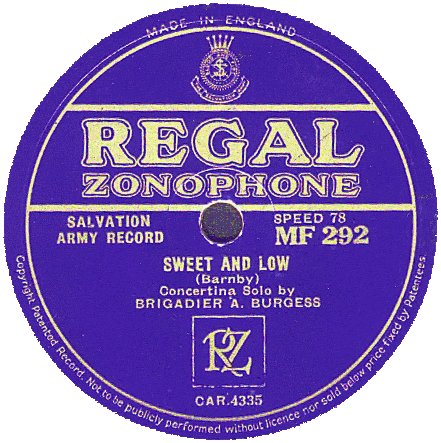 MADE IN ENGLAND
REGAL
ZONOPHONE
SALVATION
ARMY RECORD
SPEED 78
MF 292
SWEET AND LOW
(Barnby)
Concertina Solo by
BRIGADIER A. BURGESS
RZ
CAR.4335
Copyright Patented Record. Not to be publicly performed without licence nor sold below price fixed by Patentees.